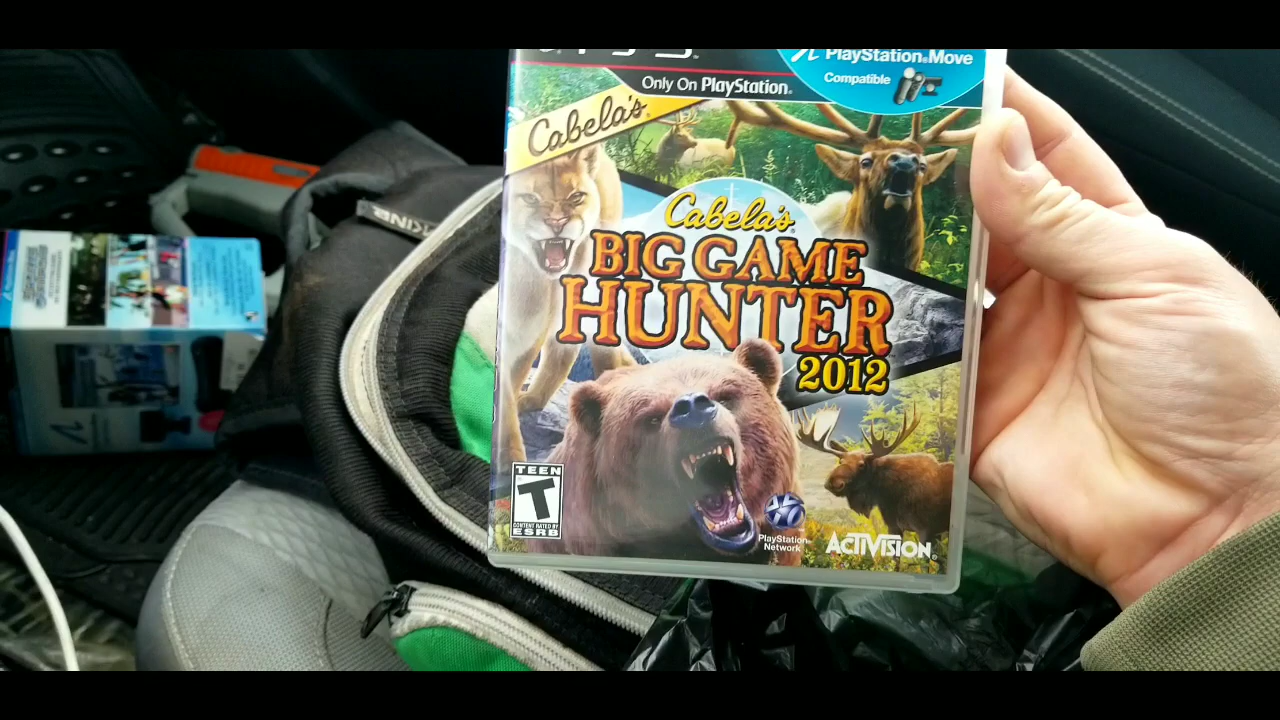 PS3
PlayStation®Move
Compatible
Only On PlayStation®
Cabela's®
Cabela's®
BIG GAME
HUNTER
2012
TEEN
T
CONTENT RATED BY
ESRB
PlayStation®
Network
ACTIVISION®